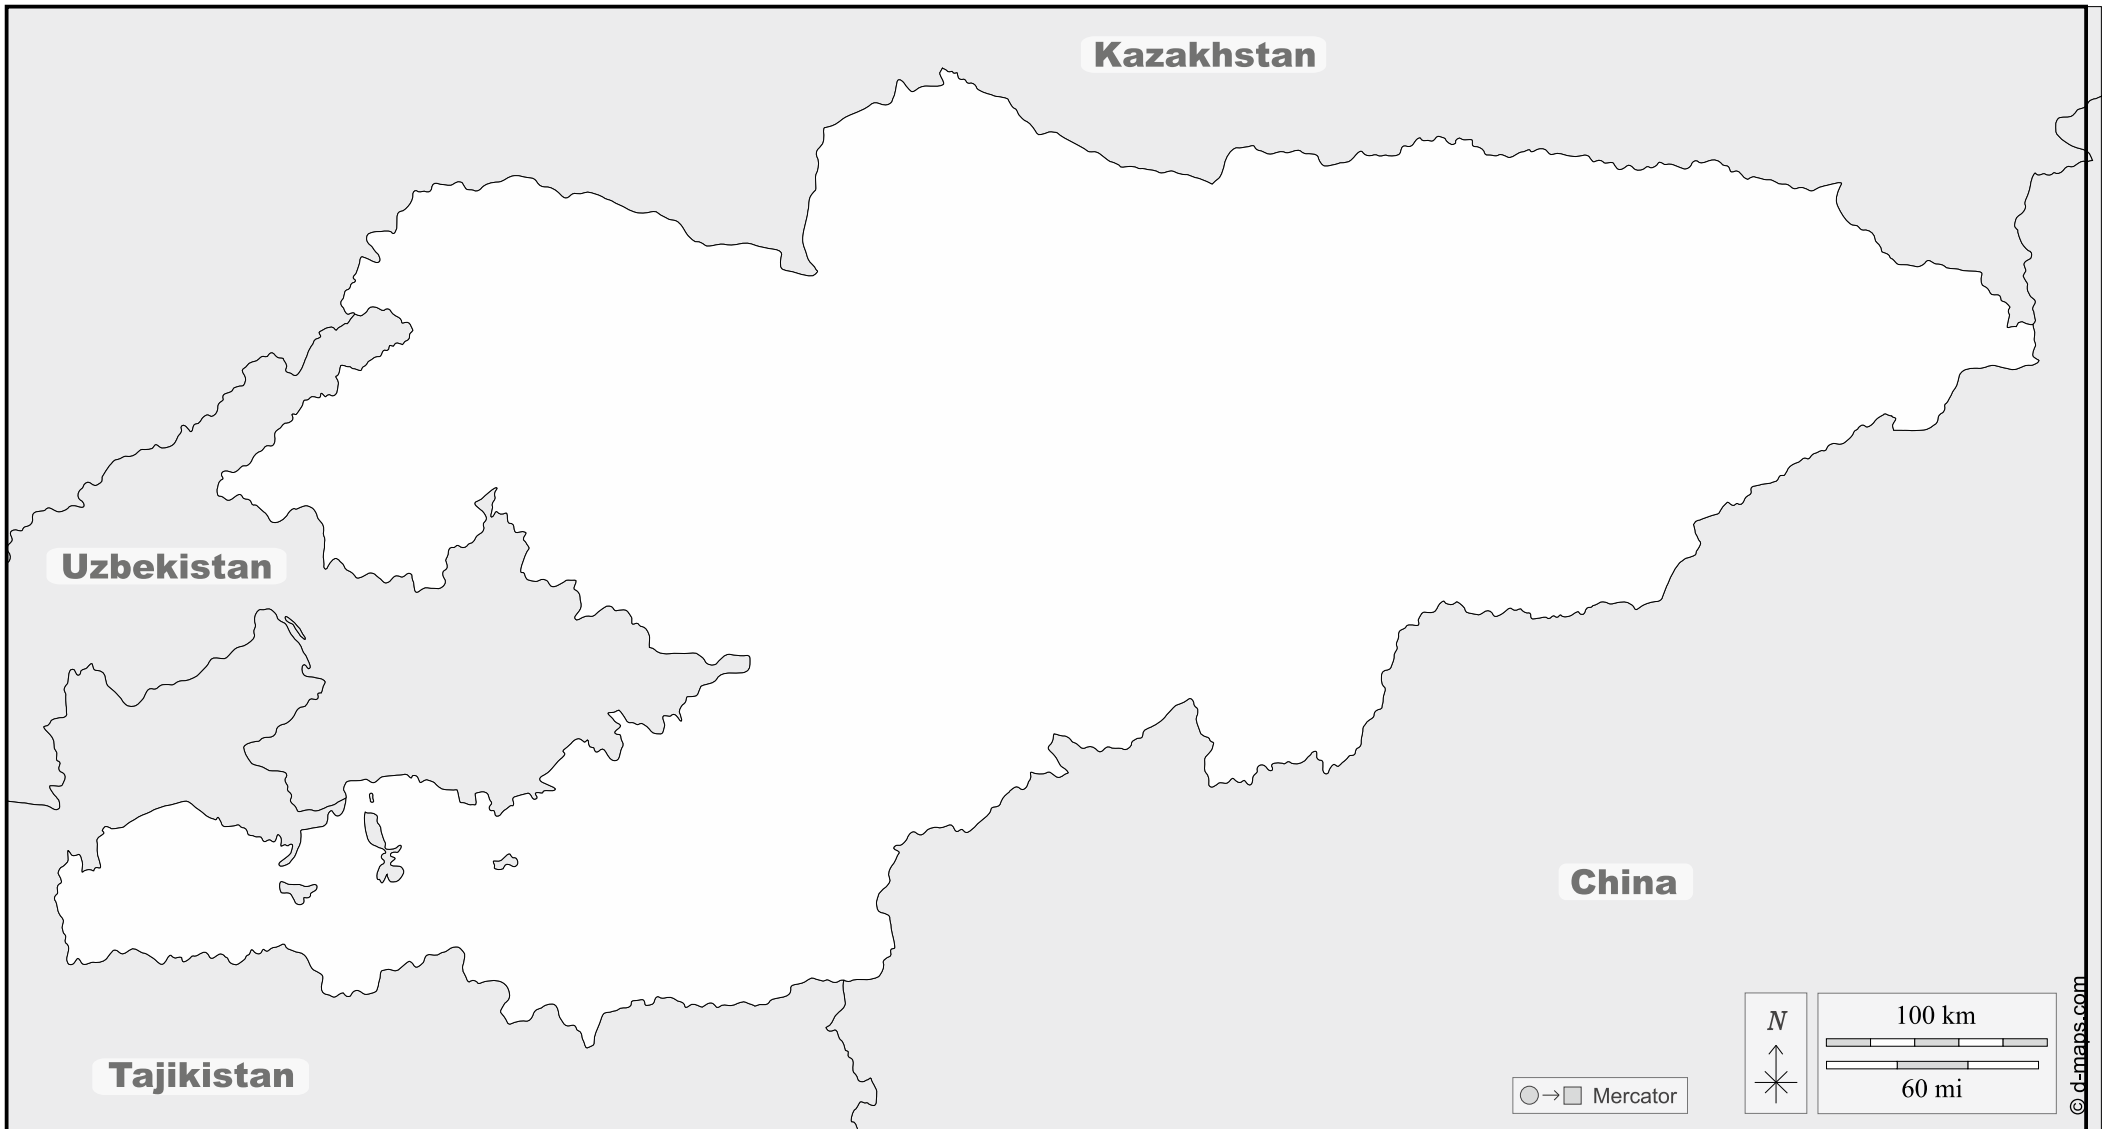 Kazakhstan
Uzbekistan
China
Tajikistan
N
100 km
60 mi
Mercator
© d-maps.com